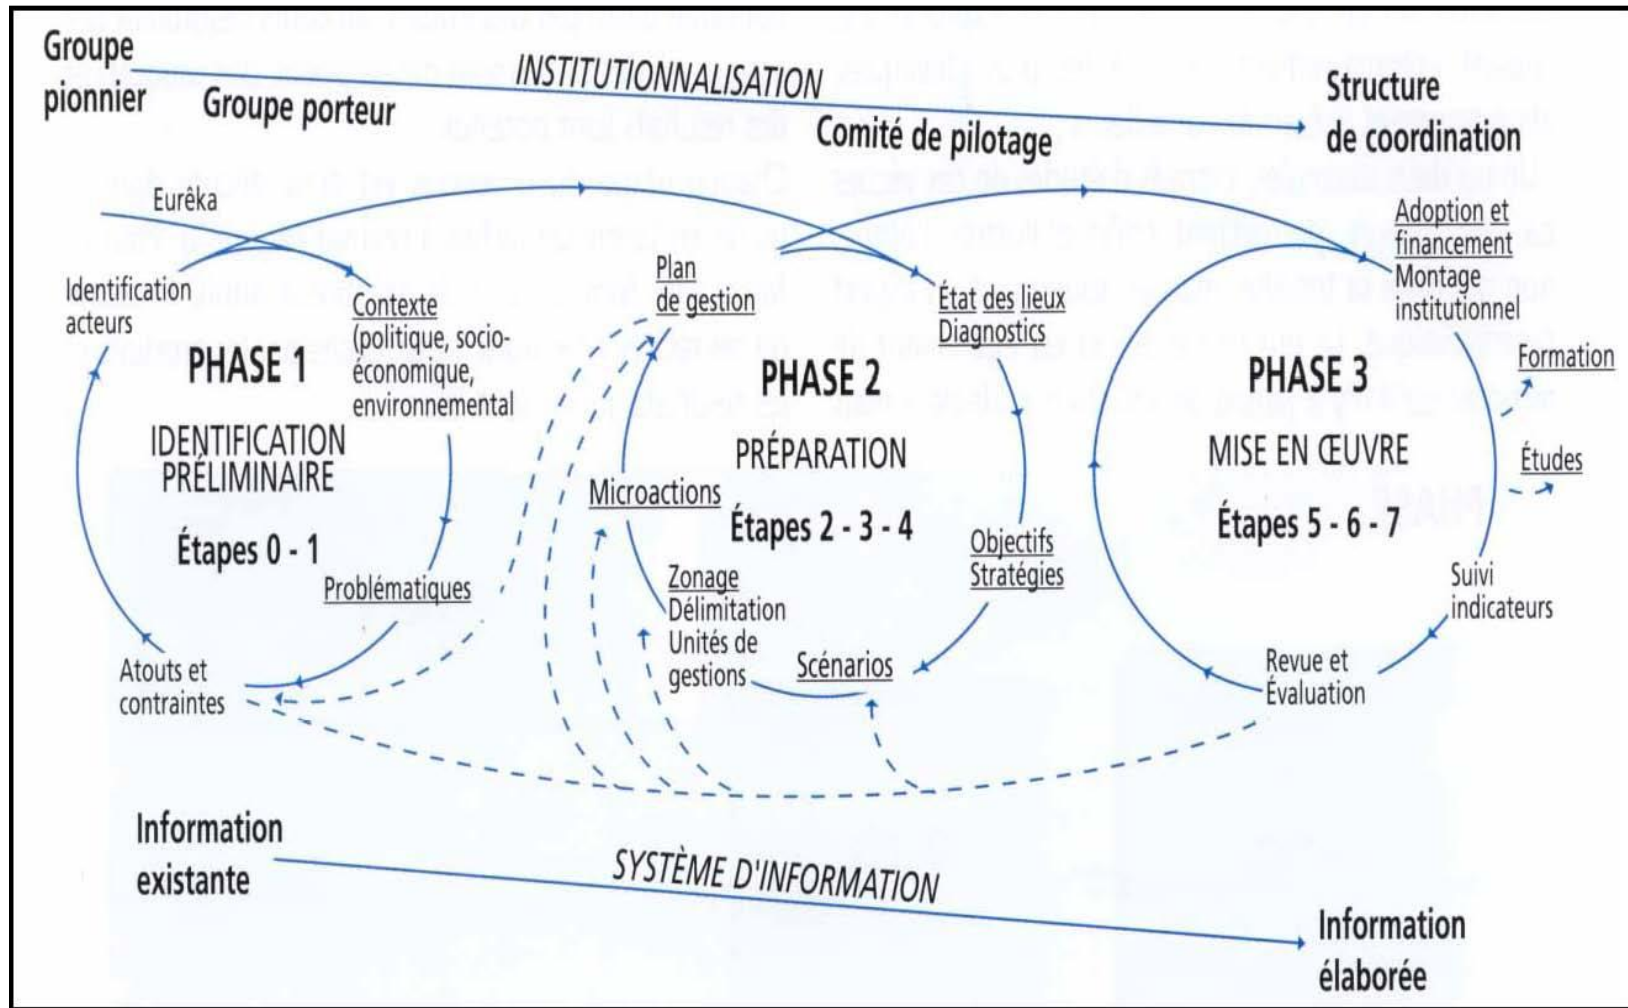 Groupe
pionnier
Groupe porteur
INSTITUTIONNALISATION
Comité de pilotage
Structure
de coordination
Eurêka
Identification
acteurs
Contexte
(politique, socio-
économique,
environnemental
PHASE 1
IDENTIFICATION
PRÉLIMINAIRE
Étapes 0 - 1
Problématiques
Atouts et
contraintes
Plan
de gestion
État des lieux
Diagnostics
PHASE 2
PRÉPARATION
Étapes 2 - 3 - 4
Microactions
Objectifs
Stratégies
Zonage
Délimitation
Unités de
gestions
Scénarios
Adoption et
financement
Montage
institutionnel
PHASE 3
MISE EN ŒUVRE
Étapes 5 - 6 - 7
Formation
Études
Suivi
indicateurs
Revue et
Évaluation
Information
existante
SYSTÈME D'INFORMATION
Information
élaborée